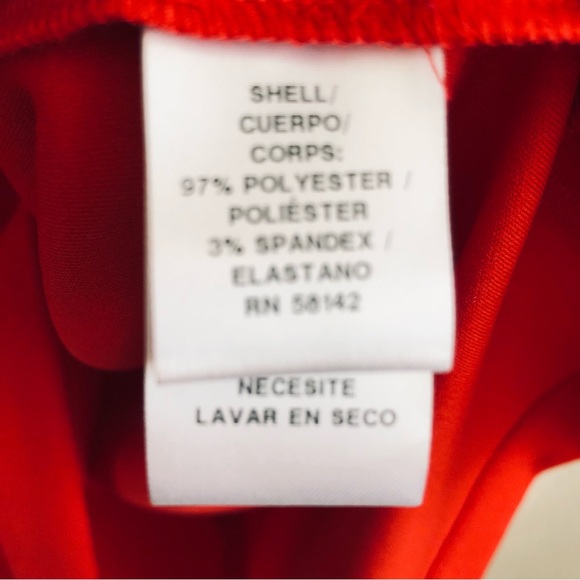 SHELL/
CUERPO/
CORPS:
97% POLYESTER /
POLIÉSTER
3% SPANDEX /
ELASTANO
RN 58142
NECESITE
LAVAR EN SECO